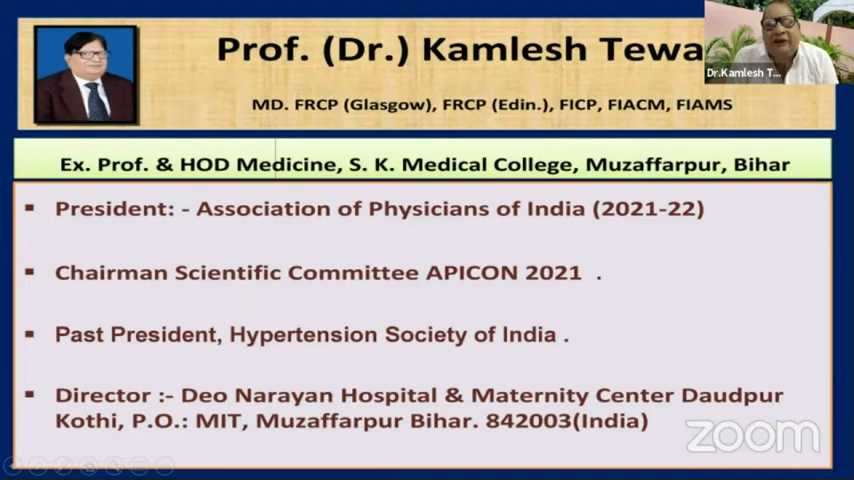 Prof. (Dr.) Kamlesh Tewa
Dr.Kamlesh T...
MD. FRCP (Glasgow), FRCP (Edin.), FICP, FIACM, FIAMS
Ex. Prof. & HOD Medicine, S. K. Medical College, Muzaffarpur, Bihar
▪ President: - Association of Physicians of India (2021-22)
▪ Chairman Scientific Committee APICON 2021 .
▪ Past President, Hypertension Society of India .
▪ Director :- Deo Narayan Hospital & Maternity Center Daudpur
Kothi, P.O.: MIT, Muzaffarpur Bihar. 842003(India)
zoom